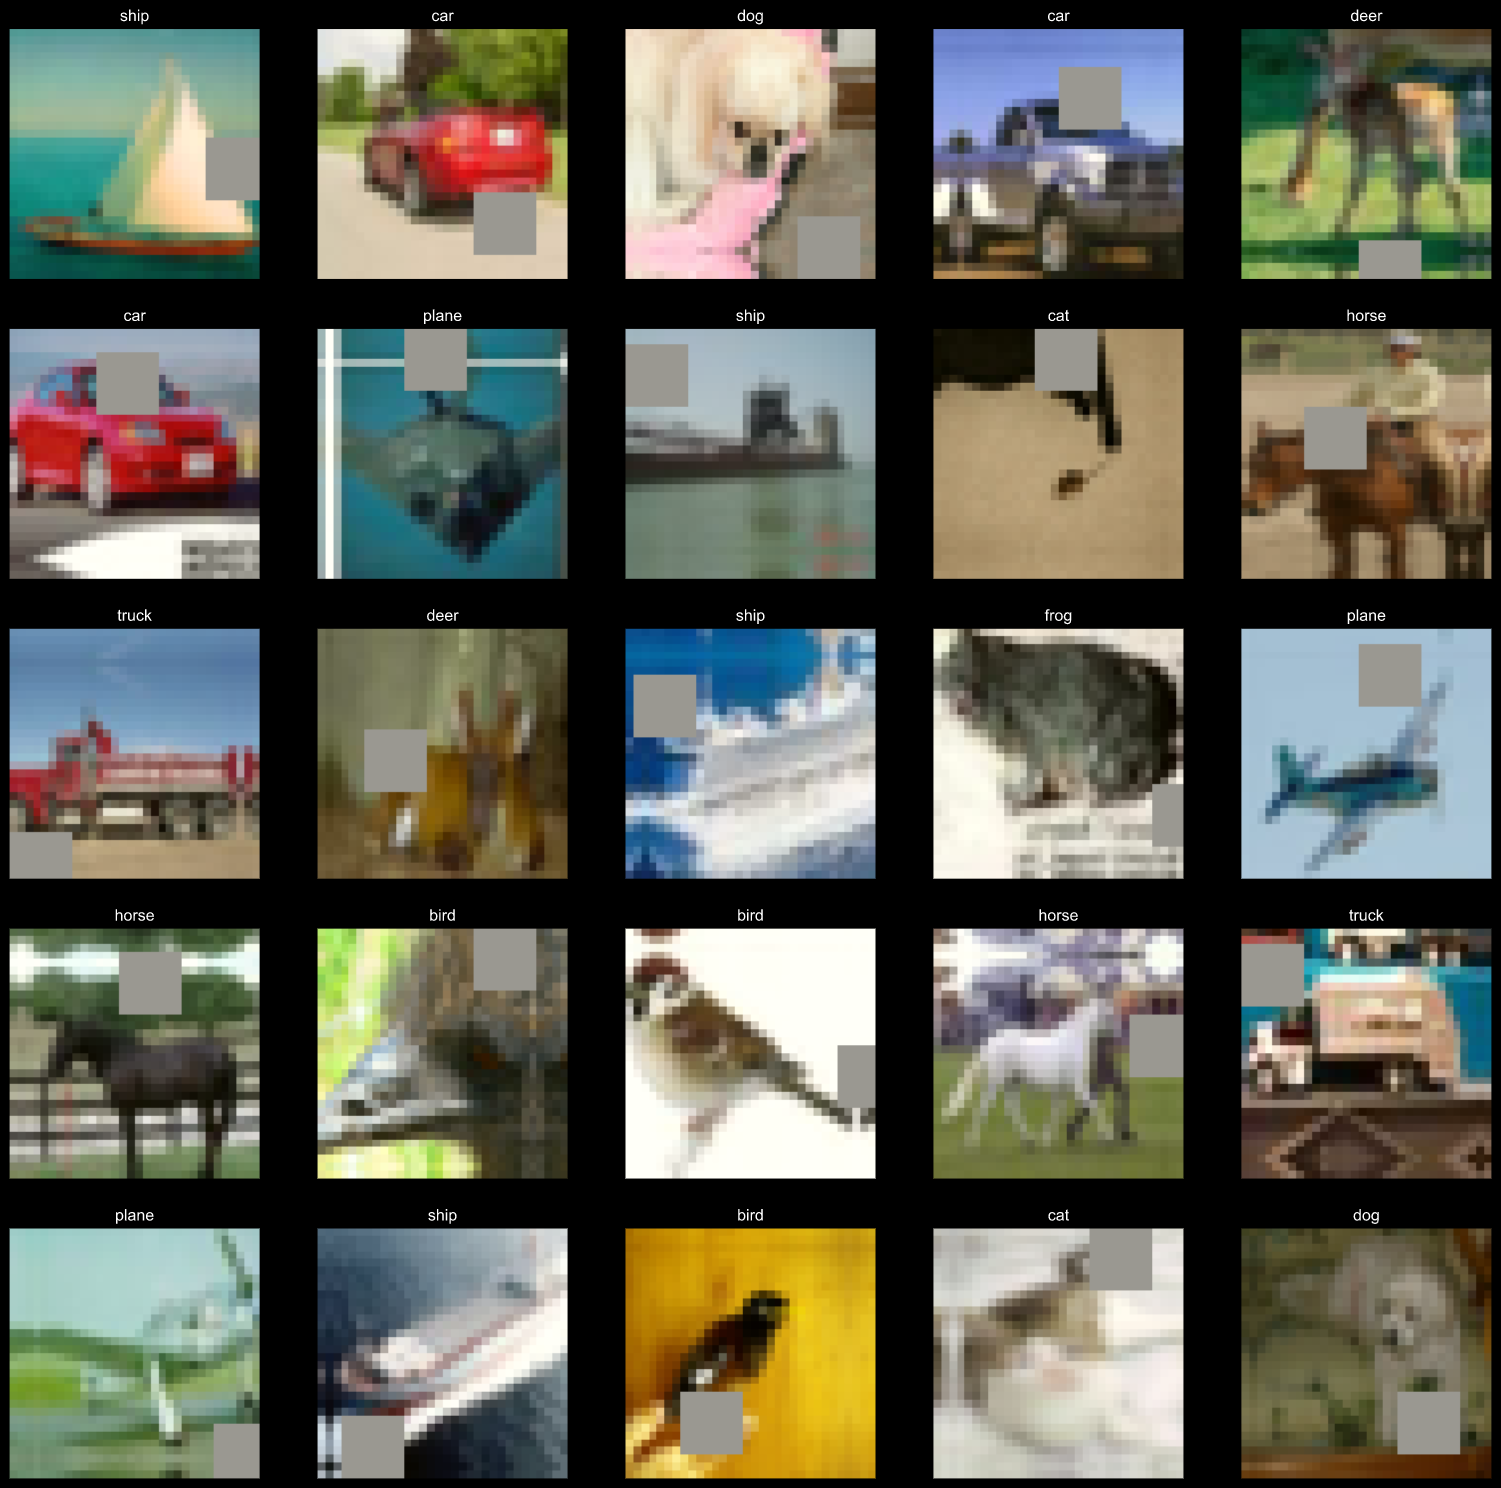 ship car dog car deer
car plane ship cat horse
truck deer ship frog plane
horse bird bird horse truck
plane ship bird cat dog